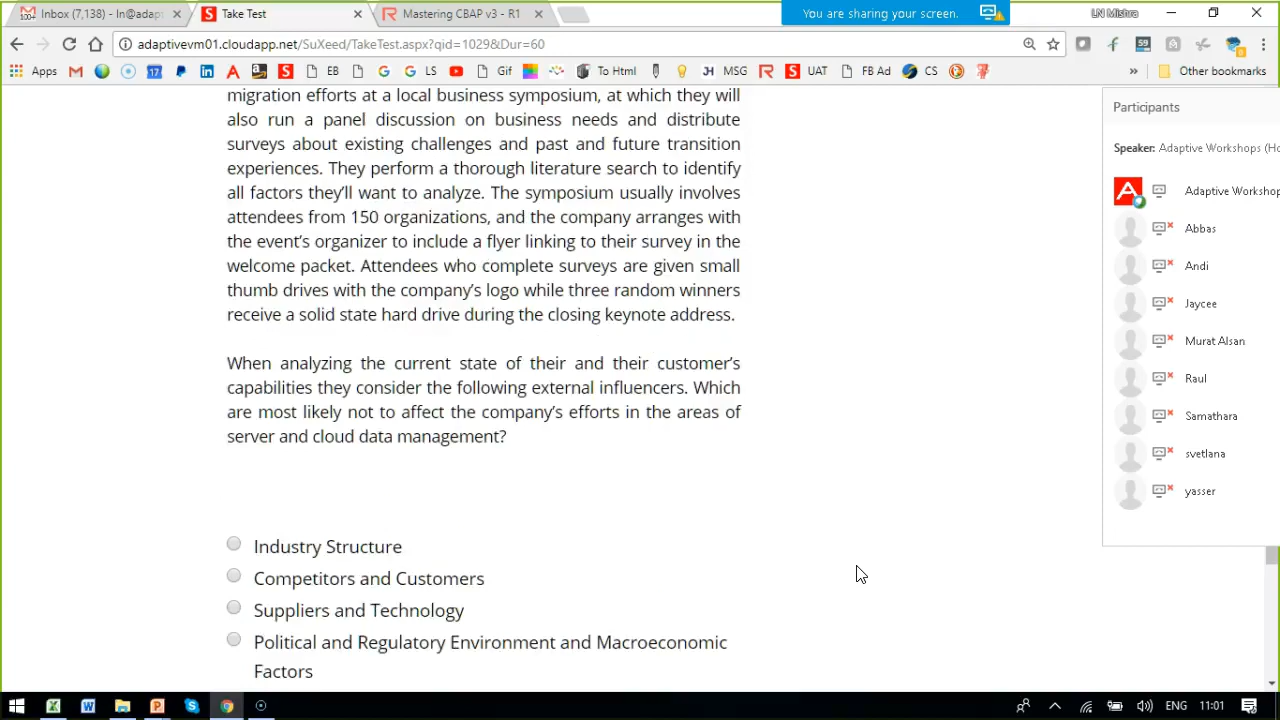 Inbox (7,138) - ln@adap
Take Test
Mastering CBAP v3 - R1
You are sharing your screen.
LN Mishra
adaptivevm01.cloudapp.net/SuXeed/TakeTest.aspx?qid=1029&Dur=60
Apps
EB
LS
Gif
To Html
MSG
UAT
FB Ad
CS
Other bookmarks
migration efforts at a local business symposium, at which they will
also run a panel discussion on business needs and distribute
surveys about existing challenges and past and future transition
experiences. They perform a thorough literature search to identify
all factors they'll want to analyze. The symposium usually involves
attendees from 150 organizations, and the company arranges with
the event's organizer to include a flyer linking to their survey in the
welcome packet. Attendees who complete surveys are given small
thumb drives with the company's logo while three random winners
receive a solid state hard drive during the closing keynote address.
When analyzing the current state of their and their customer's
capabilities they consider the following external influencers. Which
are most likely not to affect the company's efforts in the areas of
server and cloud data management?
Industry Structure
Competitors and Customers
Suppliers and Technology
Political and Regulatory Environment and Macroeconomic
Factors
Participants
Speaker: Adaptive Workshops (Ho
Adaptive Workshop
Abbas
Andi
Jaycee
Murat Alsan
Raul
Samathara
svetlana
yasser
ENG
11:01